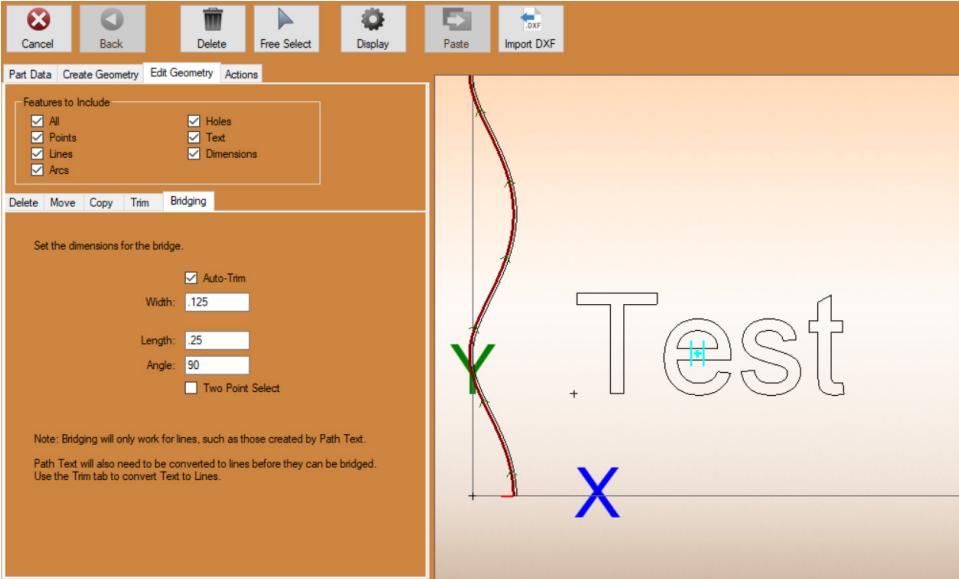 .DXF
Cancel Back Delete Free Select Display Paste Import DXF
Part Data Create Geometry Edit Geometry Actions
Features to Include
All Holes
Points Text
Lines Dimensions
Arcs
Delete Move Copy Trim Bridging
Set the dimensions for the bridge.
Auto-Trim
Width: .125
Length: .25
Angle: 90
Two Point Select
Note: Bridging will only work for lines, such as those created by Path Text.
Path Text will also need to be converted to lines before they can be bridged.
Use the Trim tab to convert Text to Lines.
Test
Y
X